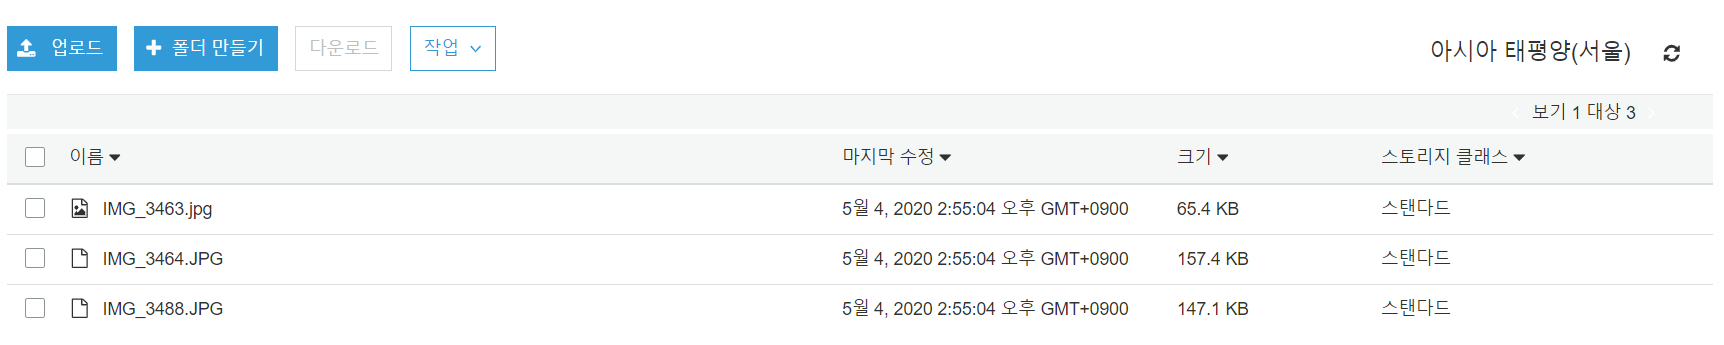 업로드 폴더 만들기 다운로드 작업 아시아 태평양(서울)
보기 1 대상 3
이름 마지막 수정 크기 스토리지 클래스
IMG_3463.jpg 5월 4, 2020 2:55:04 오후 GMT+0900 65.4 KB 스탠다드
IMG_3464.JPG 5월 4, 2020 2:55:04 오후 GMT+0900 157.4 KB 스탠다드
IMG_3488.JPG 5월 4, 2020 2:55:04 오후 GMT+0900 147.1 KB 스탠다드